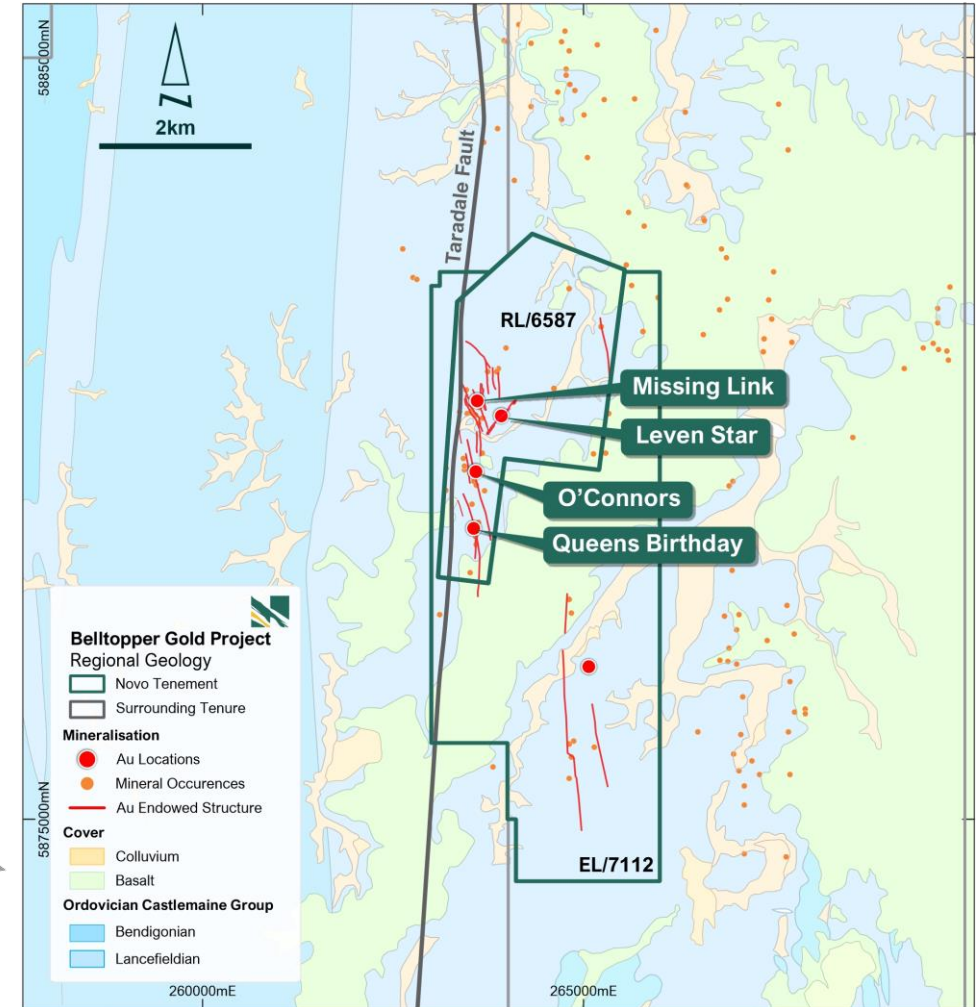 5885000mN
N
2km
Taradale Fault
RL/6587
Missing Link
Leven Star
O'Connors
Queens Birthday
Belltopper Gold Project
Regional Geology
Novo Tenement
Surrounding Tenure
Mineralisation
Au Locations
Mineral Occurences
Au Endowed Structure
Cover
Colluvium
Basalt
Ordovician Castlemaine Group
Bendigonian
Lancefieldian
5875000mN
EL/7112
260000mE
265000mE